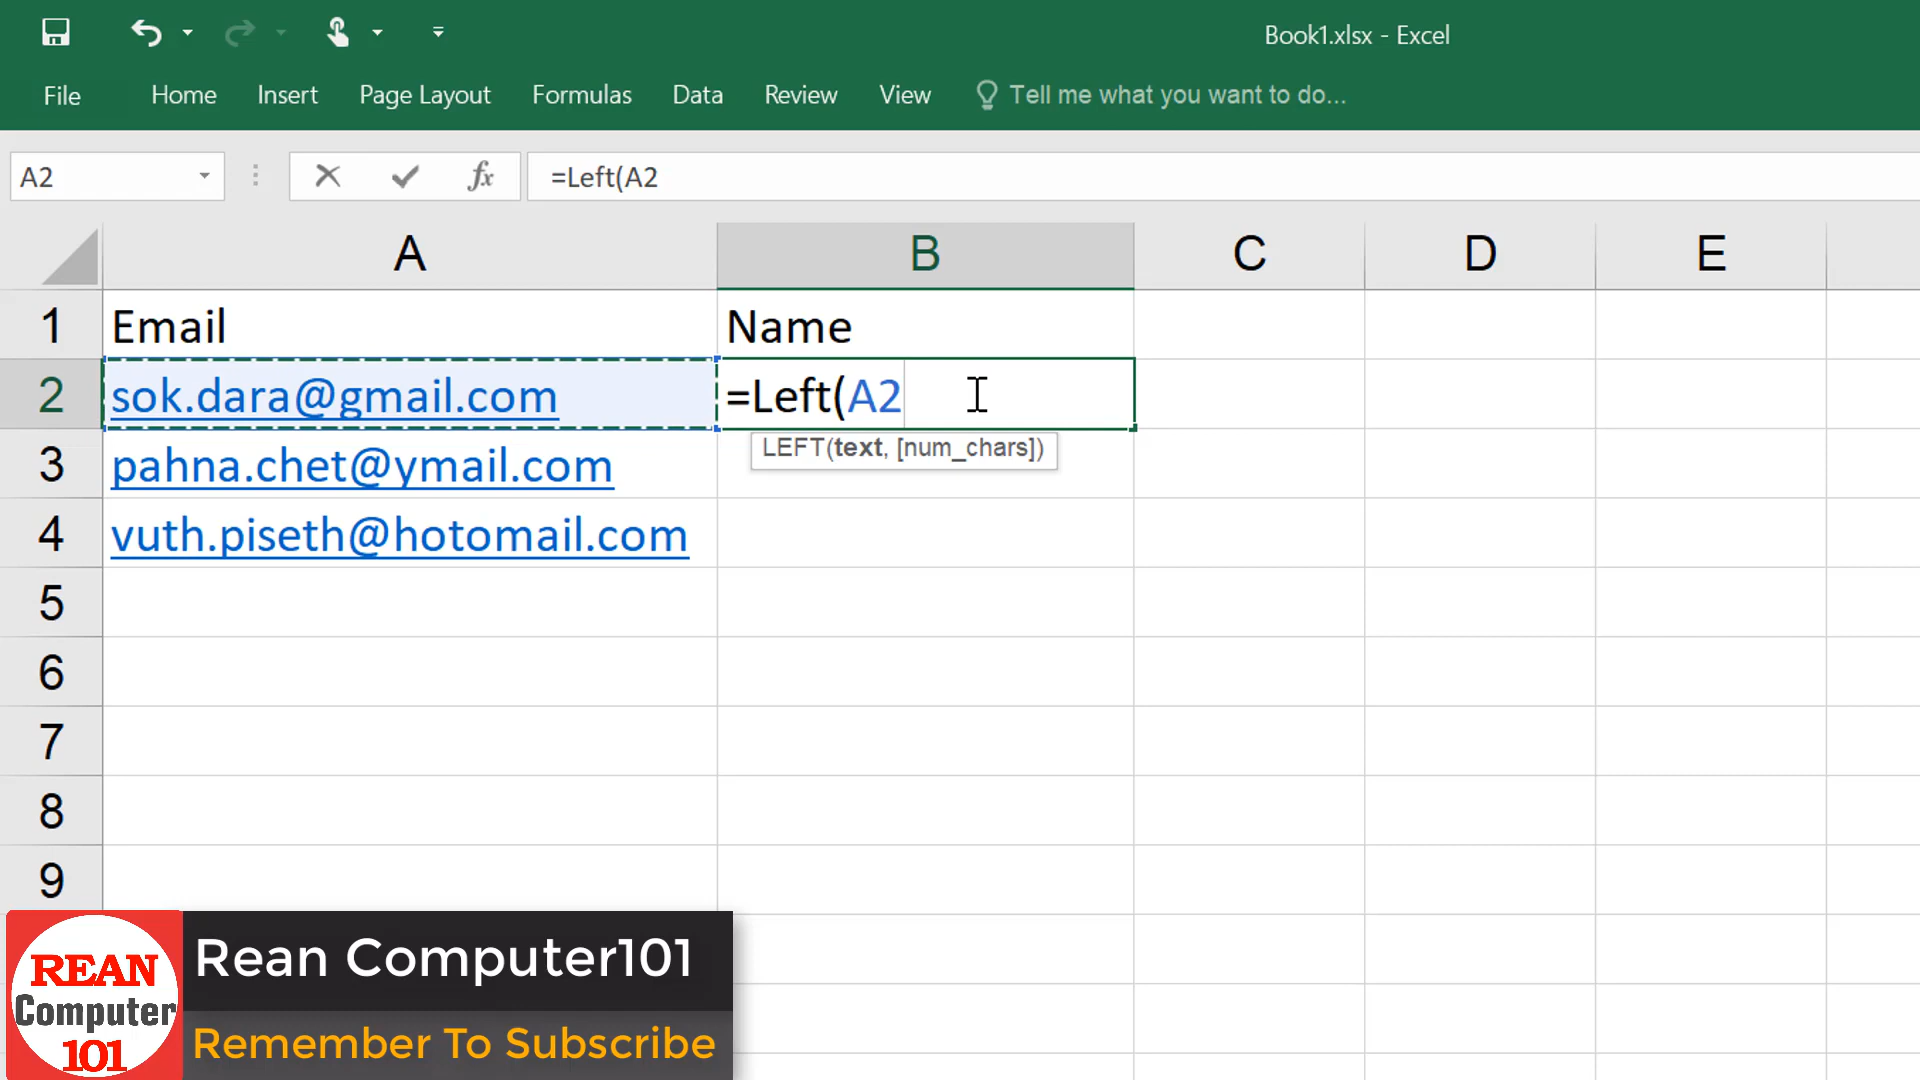 Book1.xlsx - Excel
File Home Insert Page Layout Formulas Data Review View Tell me what you want to do...
A2 fx =Left(A2
A B C D E
1 Email Name
2 sok.dara@gmail.com =Left(A2
LEFT(text, [num_chars])
3 pahna.chet@ymail.com
4 vuth.piseth@hotomail.com
5
6
7
8
9
REAN
Computer
101
Rean Computer101
Remember To Subscribe